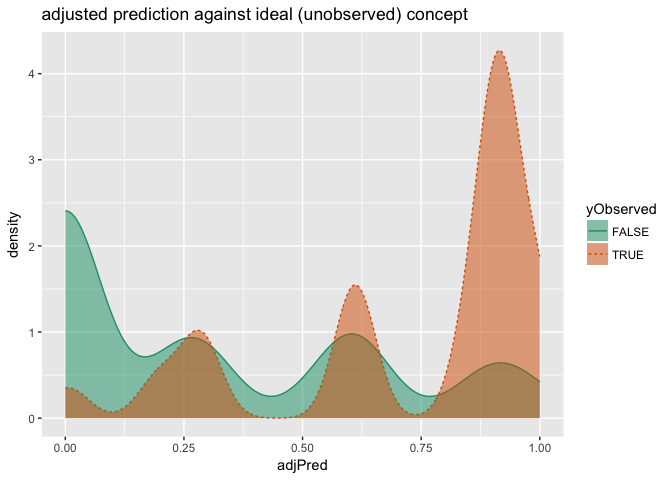 adjusted prediction against ideal (unobserved) concept
4
3
2
1
0
density
0.00 0.25 0.50 0.75 1.00
adjPred
yObserved
FALSE
TRUE